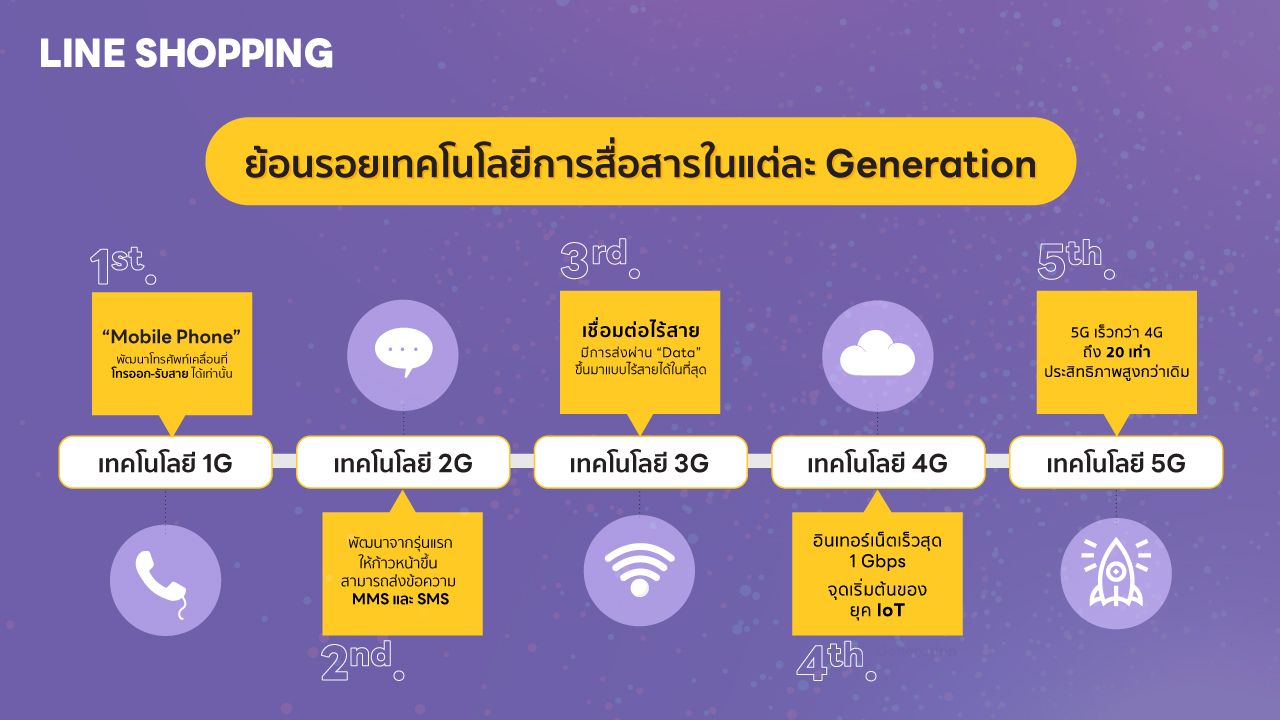 LINE SHOPPING
ย้อนรอยเทคโนโลยีการสื่อสารในแต่ละ Generation
1st.
“Mobile Phone”
พัฒนาโทรศัพท์เคลื่อนที่
โทรออก-รับสาย ได้เท่านั้น
เทคโนโลยี 1G
เทคโนโลยี 2G
พัฒนาจากรุ่นแรก
ให้ก้าวหน้าขึ้น
สามารถส่งข้อความ
MMS และ SMS
2nd.
3rd.
เชื่อมต่อไร้สาย
มีการส่งผ่าน “Data”
ขึ้นมาแบบไร้สายได้ในที่สุด
เทคโนโลยี 3G
เทคโนโลยี 4G
อินเทอร์เน็ตเร็วสุด
1 Gbps
จุดเริ่มต้นของ
ยุค IoT
4th.
5th.
5G เร็วกว่า 4G
ถึง 20 เท่า
ประสิทธิภาพสูงกว่าเดิม
เทคโนโลยี 5G